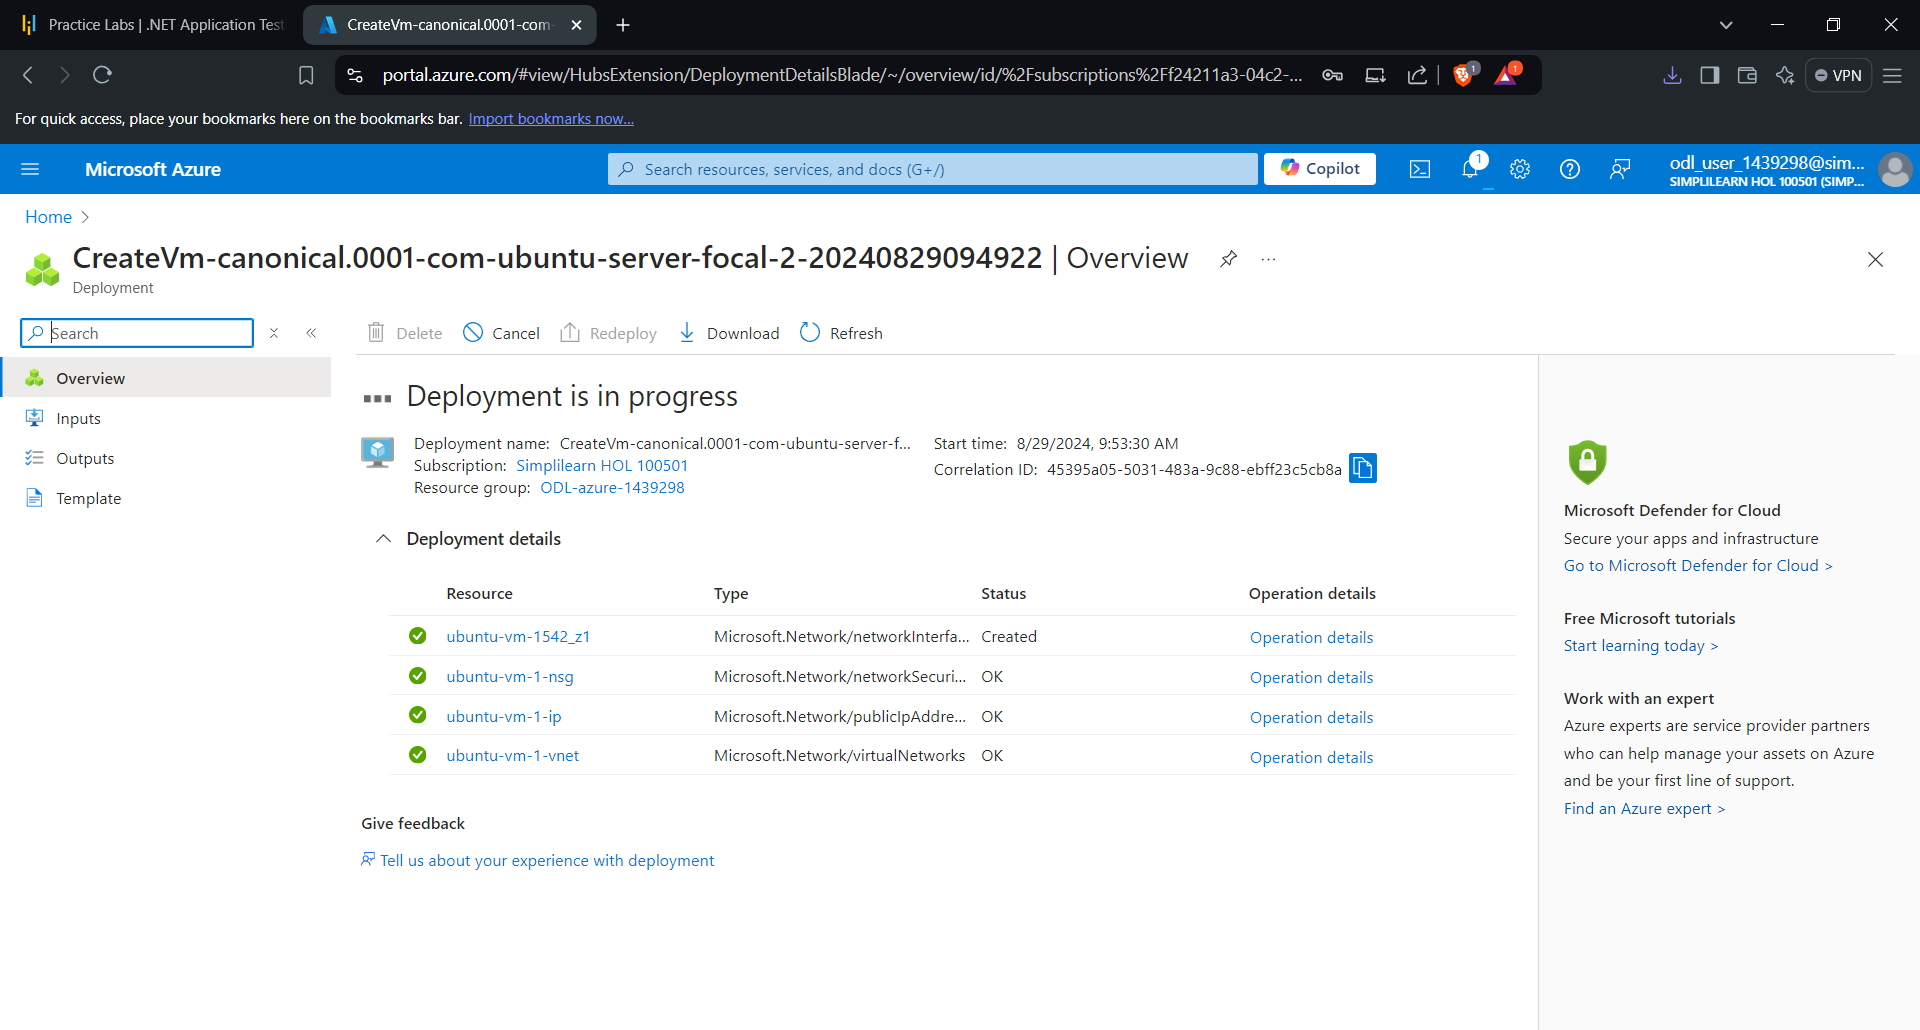 Practice Labs | .NET Application Test
CreateVm-canonical.0001-com-
portal.azure.com/#view/HubsExtension/DeploymentDetailsBlade/~/overview/id/%2Fsubscriptions%2Ff24211a3-04c2-...
1
1
VPN
For quick access, place your bookmarks here on the bookmarks bar. Import bookmarks now...
Microsoft Azure
Search resources, services, and docs (G+/)
Copilot
1
odl_user_1439298@sim...
SIMPLILEARN HOL 100501 (SIMP...
Home
CreateVm-canonical.0001-com-ubuntu-server-focal-2-20240829094922 | Overview
...
Deployment
Search
Delete
Cancel
Redeploy
Download
Refresh
Overview
Inputs
Outputs
Template
Deployment is in progress
Deployment name: CreateVm-canonical.0001-com-ubuntu-server-f...
Subscription: Simplilearn HOL 100501
Resource group: ODL-azure-1439298
Start time: 8/29/2024, 9:53:30 AM
Correlation ID: 45395a05-5031-483a-9c88-ebff23c5cb8a
Deployment details
Resource Type Status Operation details
ubuntu-vm-1542_z1 Microsoft.Network/networkInterfa... Created Operation details
ubuntu-vm-1-nsg Microsoft.Network/networkSecuri... OK Operation details
ubuntu-vm-1-ip Microsoft.Network/publicIpAddre... OK Operation details
ubuntu-vm-1-vnet Microsoft.Network/virtualNetworks OK Operation details
Give feedback
Tell us about your experience with deployment
Microsoft Defender for Cloud
Secure your apps and infrastructure
Go to Microsoft Defender for Cloud >
Free Microsoft tutorials
Start learning today >
Work with an expert
Azure experts are service provider partners
who can help manage your assets on Azure
and be your first line of support.
Find an Azure expert >